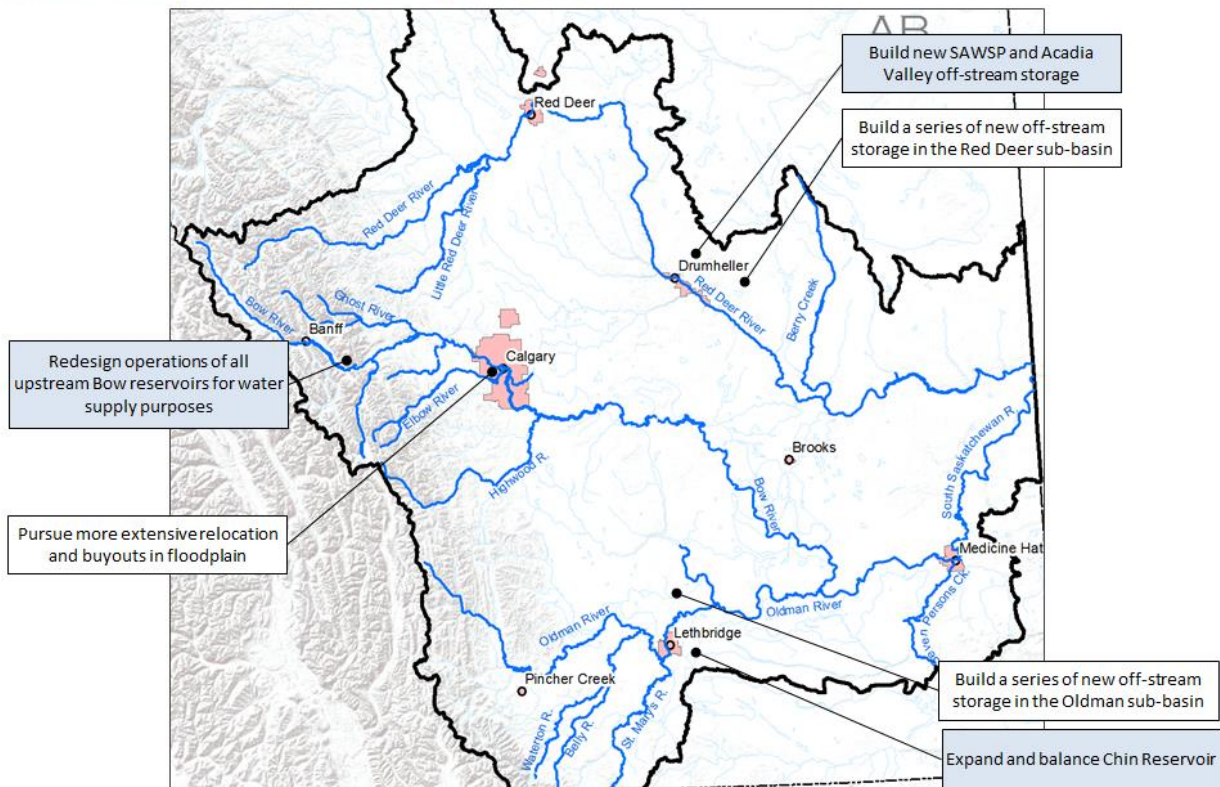 AB
Build new SAWSP and Acadia
Valley off-stream storage
Red Deer
Build a series of new off-stream
storage in the Red Deer sub-basin
Red Deer River
Little Red Deer River
Drumheller
Red Deer River
Berry Creek
Ghost River
Bow River
Banff
Redesign operations of all
upstream Bow reservoirs for water
supply purposes
Calgary
Elbow River
Brooks
South Saskatchewan R.
Highwood R.
Bow River
Pursue more extensive relocation
and buyouts in floodplain
Medicine Hat
Seven Persons Ck.
Oldman River
Oldman River
Lethbridge
Pincher Creek
Build a series of new off-stream
storage in the Oldman sub-basin
Waterton R.
Belly R.
St. Mary's R.
Expand and balance Chin Reservoir